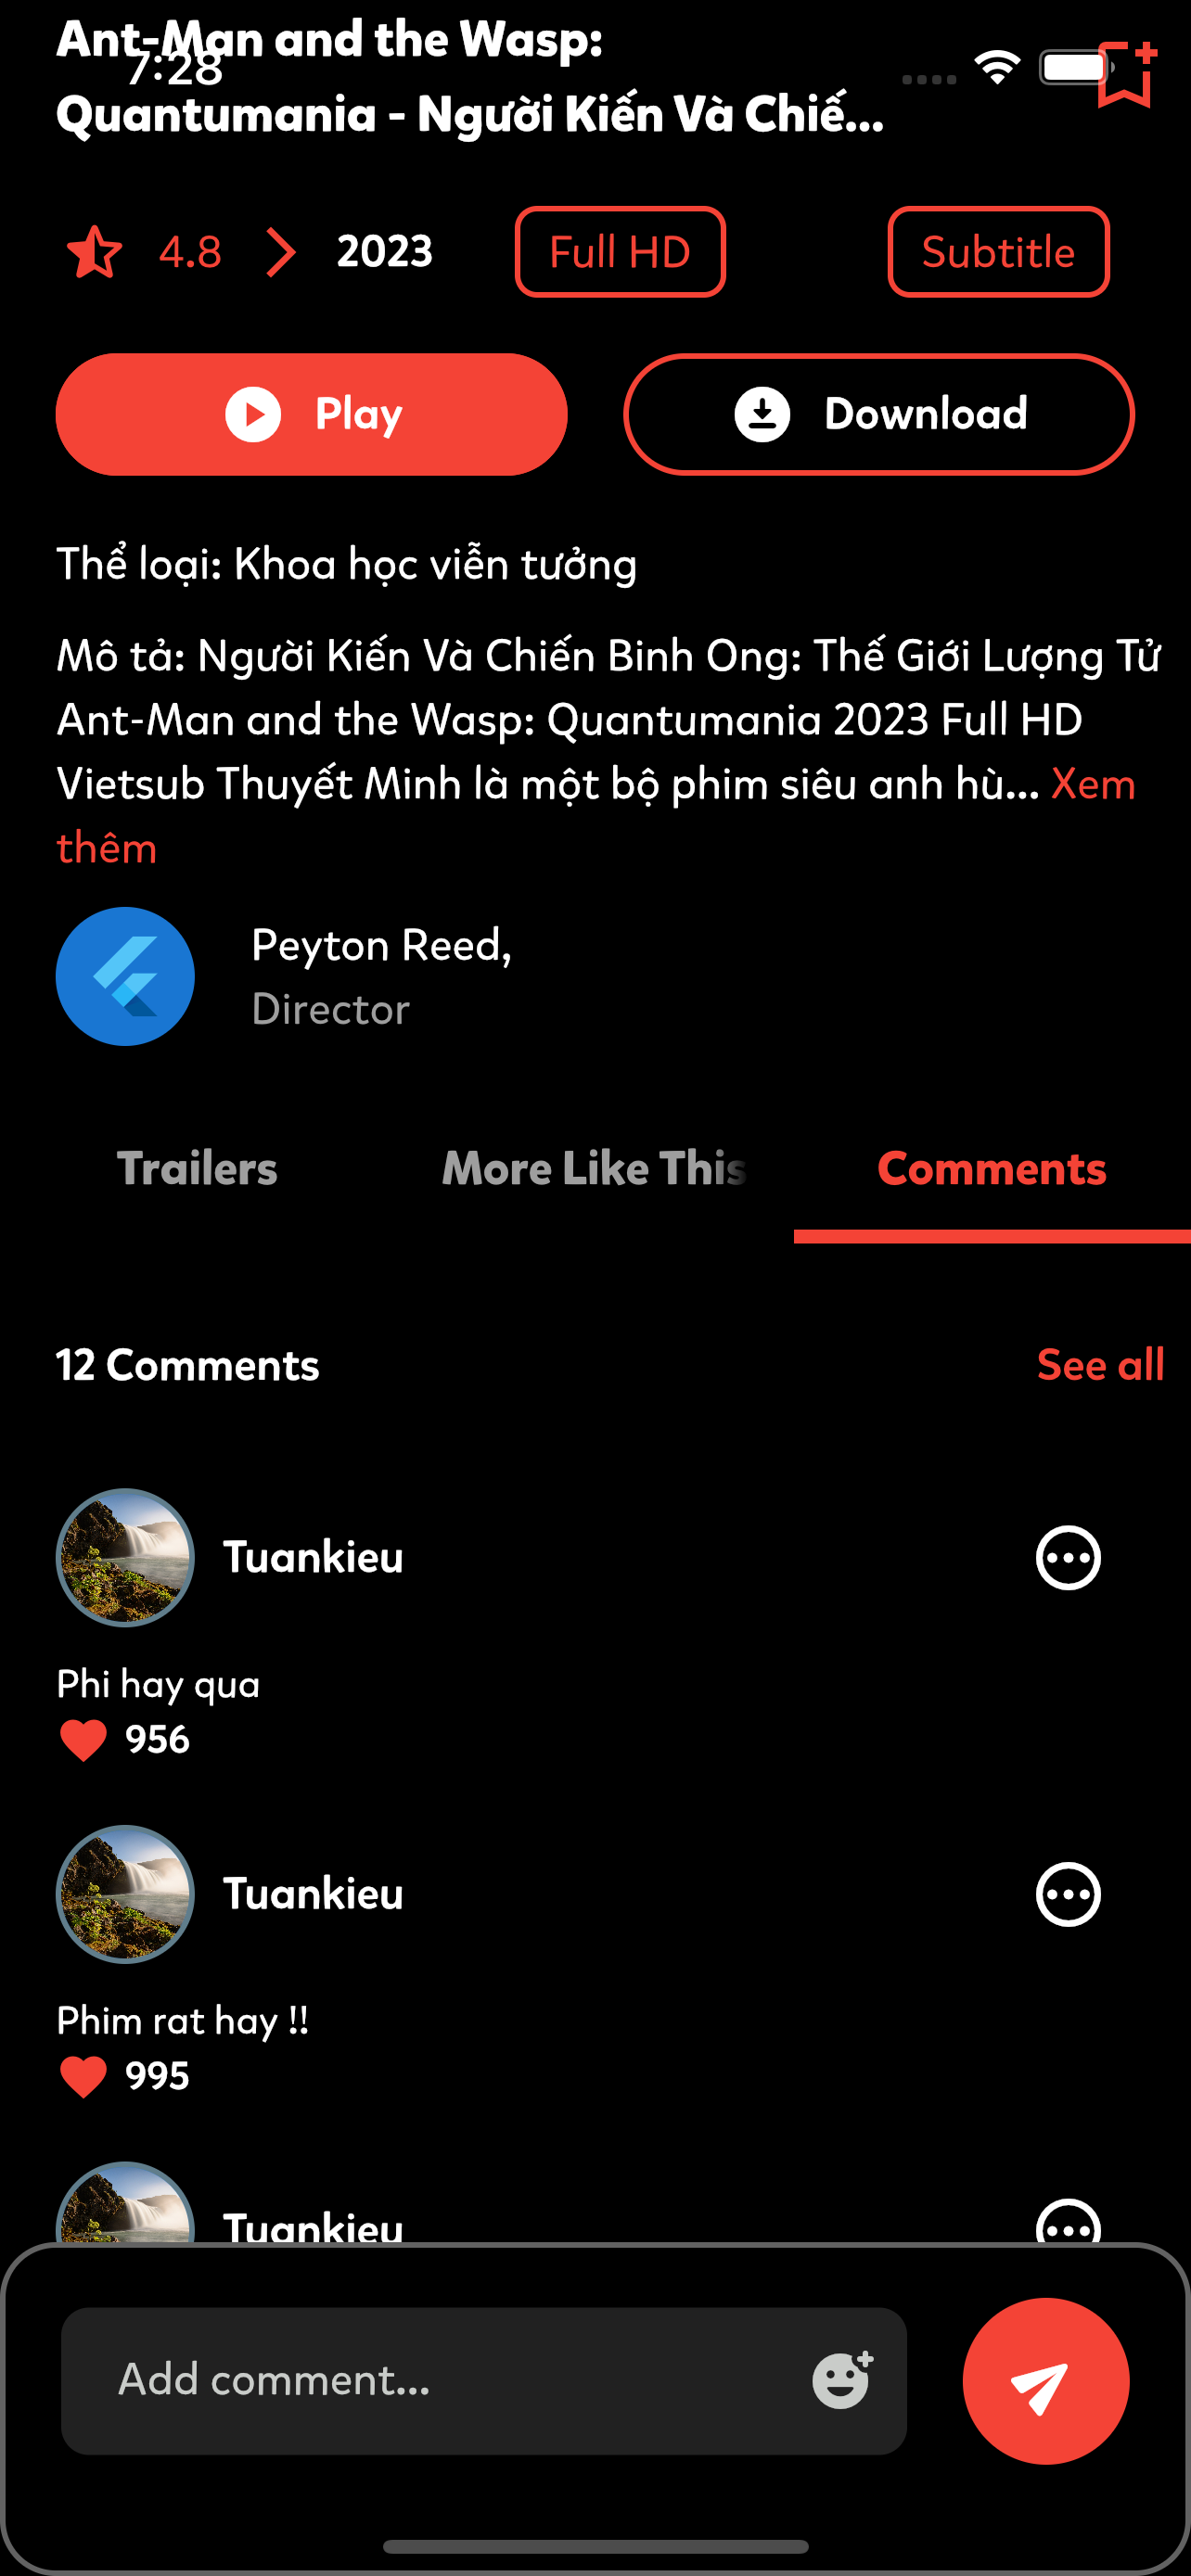 Ant-Man and the Wasp:
7:28
Quantumania - Người Kiến Và Chiế...
4.8
2023
Full HD
Subtitle
Play
Download
Thể loại: Khoa học viễn tưởng
Mô tả: Người Kiến Và Chiến Binh Ong: Thế Giới Lượng Tử
Ant-Man and the Wasp: Quantumania 2023 Full HD
Vietsub Thuyết Minh là một bộ phim siêu anh hù... Xem
thêm
Peyton Reed,
Director
Trailers
More Like This
Comments
12 Comments
See all
Tuankieu
Phi hay qua
956
Tuankieu
Phim rat hay !!
995
Tuankieu
Add comment...